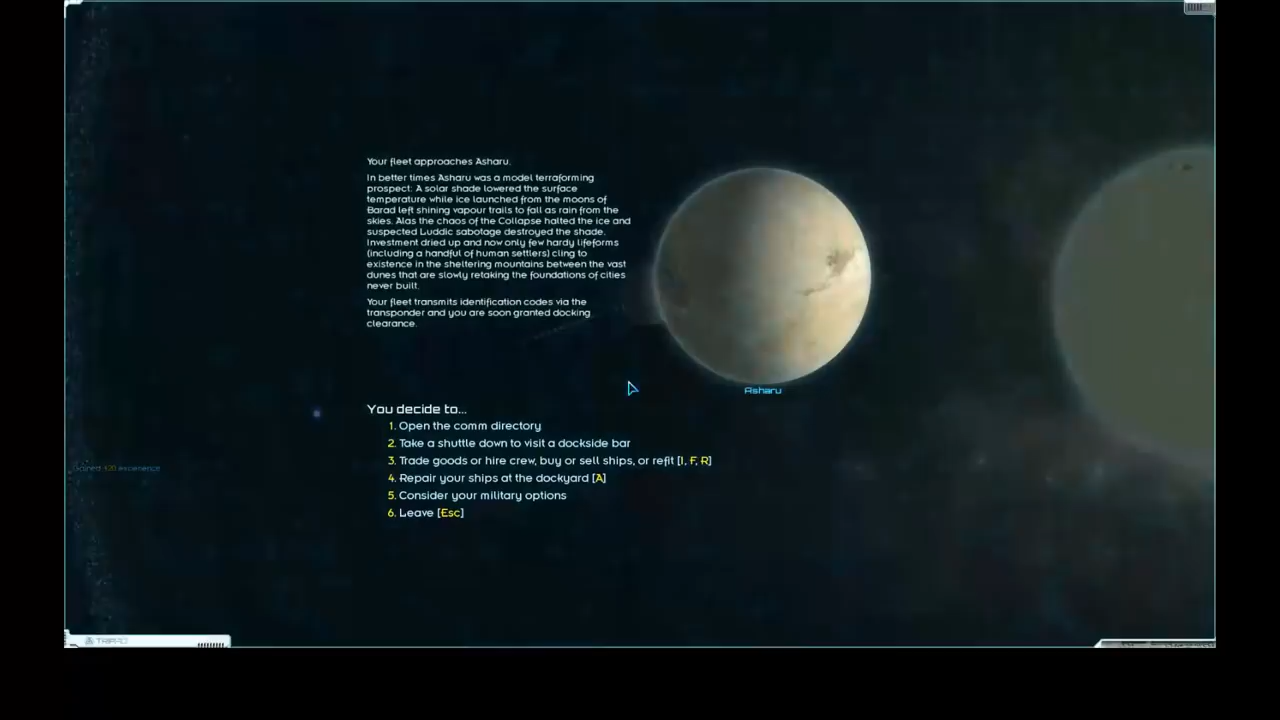 Your fleet approaches Asharu.
In better times Asharu was a model terraforming
prospect: A solar shade lowered the surface
temperature while ice launched from the moons of
Barad left shining vapour trails to fall as rain from the
skies. Alas the chaos of the Collapse halted the ice and
suspected Luddic sabotage destroyed the shade.
Investment dried up and now only few hardy lifeforms
(including a handful of human settlers) cling to
existence in the sheltering mountains between the vast
dunes that are slowly retaking the foundations of cities
never built.
Your fleet transmits identification codes via the
transponder and you are soon granted docking
clearance.
Asharu
You decide to...
1. Open the comm directory
2. Take a shuttle down to visit a dockside bar
3. Trade goods or hire crew, buy or sell ships, or refit [I, F, R]
Gained 320 experience
4. Repair your ships at the dockyard [A]
5. Consider your military options
6. Leave [Esc]